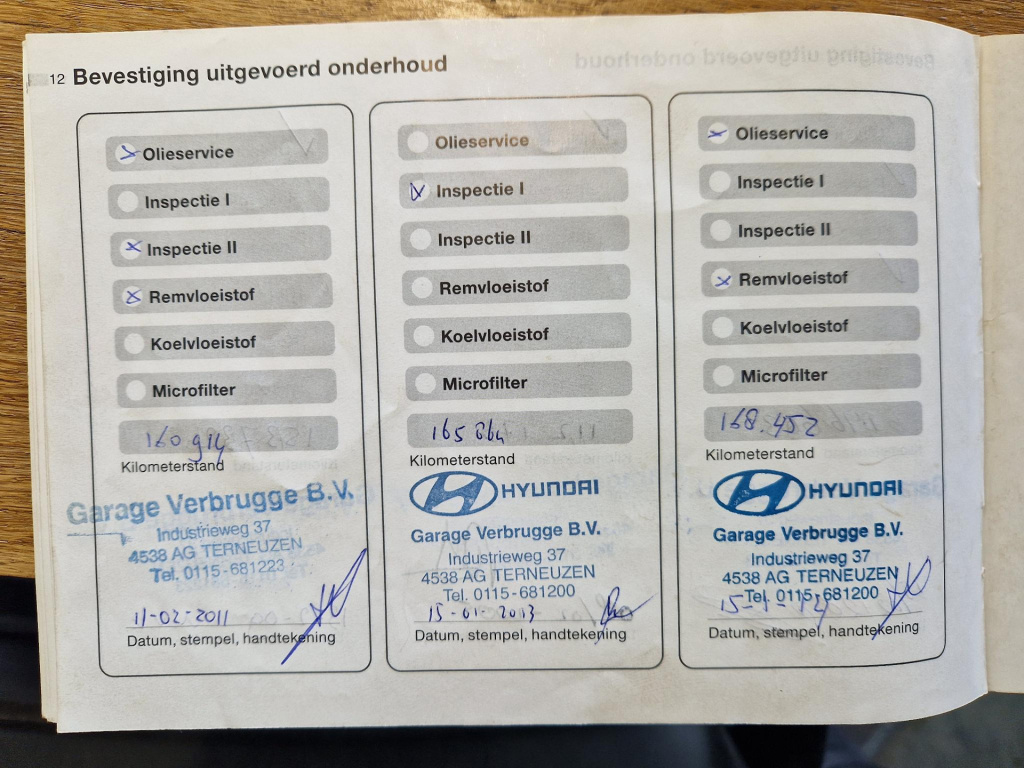 12 Bevestiging uitgevoerd onderhoud
Olieservice
Inspectie I
Inspectie II
Remvloeistof
Koelvloeistof
Microfilter
160 914
Kilometerstand
Garage Verbrugge B.V.
Industrieweg 37
4538 AG TERNEUZEN
Tel. 0115-681223
11-02-2011
Datum, stempel, handtekening
Olieservice
Inspectie I
Inspectie II
Remvloeistof
Koelvloeistof
Microfilter
Kilometerstand
HYUNDAI
Garage Verbrugge B.V.
Industrieweg 37
4538 AG TERNEUZEN
Tel. 0115-681200
15-01-2013
Datum, stempel, handtekening
Olieservice
Inspectie I
Inspectie II
Remvloeistof
Koelvloeistof
Microfilter
168.452
Kilometerstand
HYUNDAI
Garage Verbrugge B.V.
Industrieweg 37
4538 AG TERNEUZEN
Tel. 0115-681200
15-1-14
Datum, stempel, handtekening